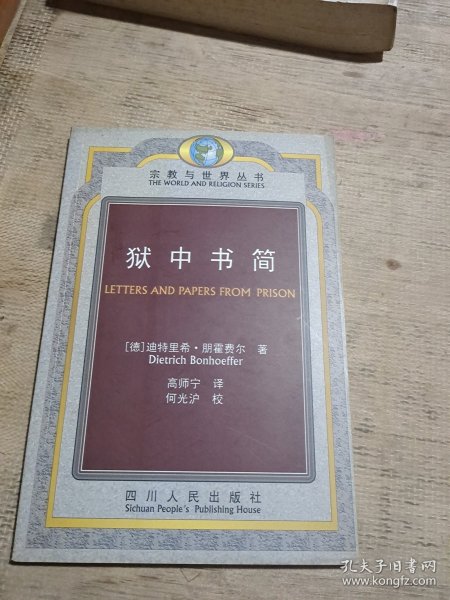 宗教与世界丛书
THE WORLD AND RELIGION SERIES
狱中书简
LETTERS AND PAPERS FROM PRISON
[德]迪特里希·朋霍费尔 著
Dietrich Bonhoeffer
高师宁 译
何光沪 校
四川人民出版社
Sichuan People's Publishing House
孔夫子旧书网
www.kongfz.com